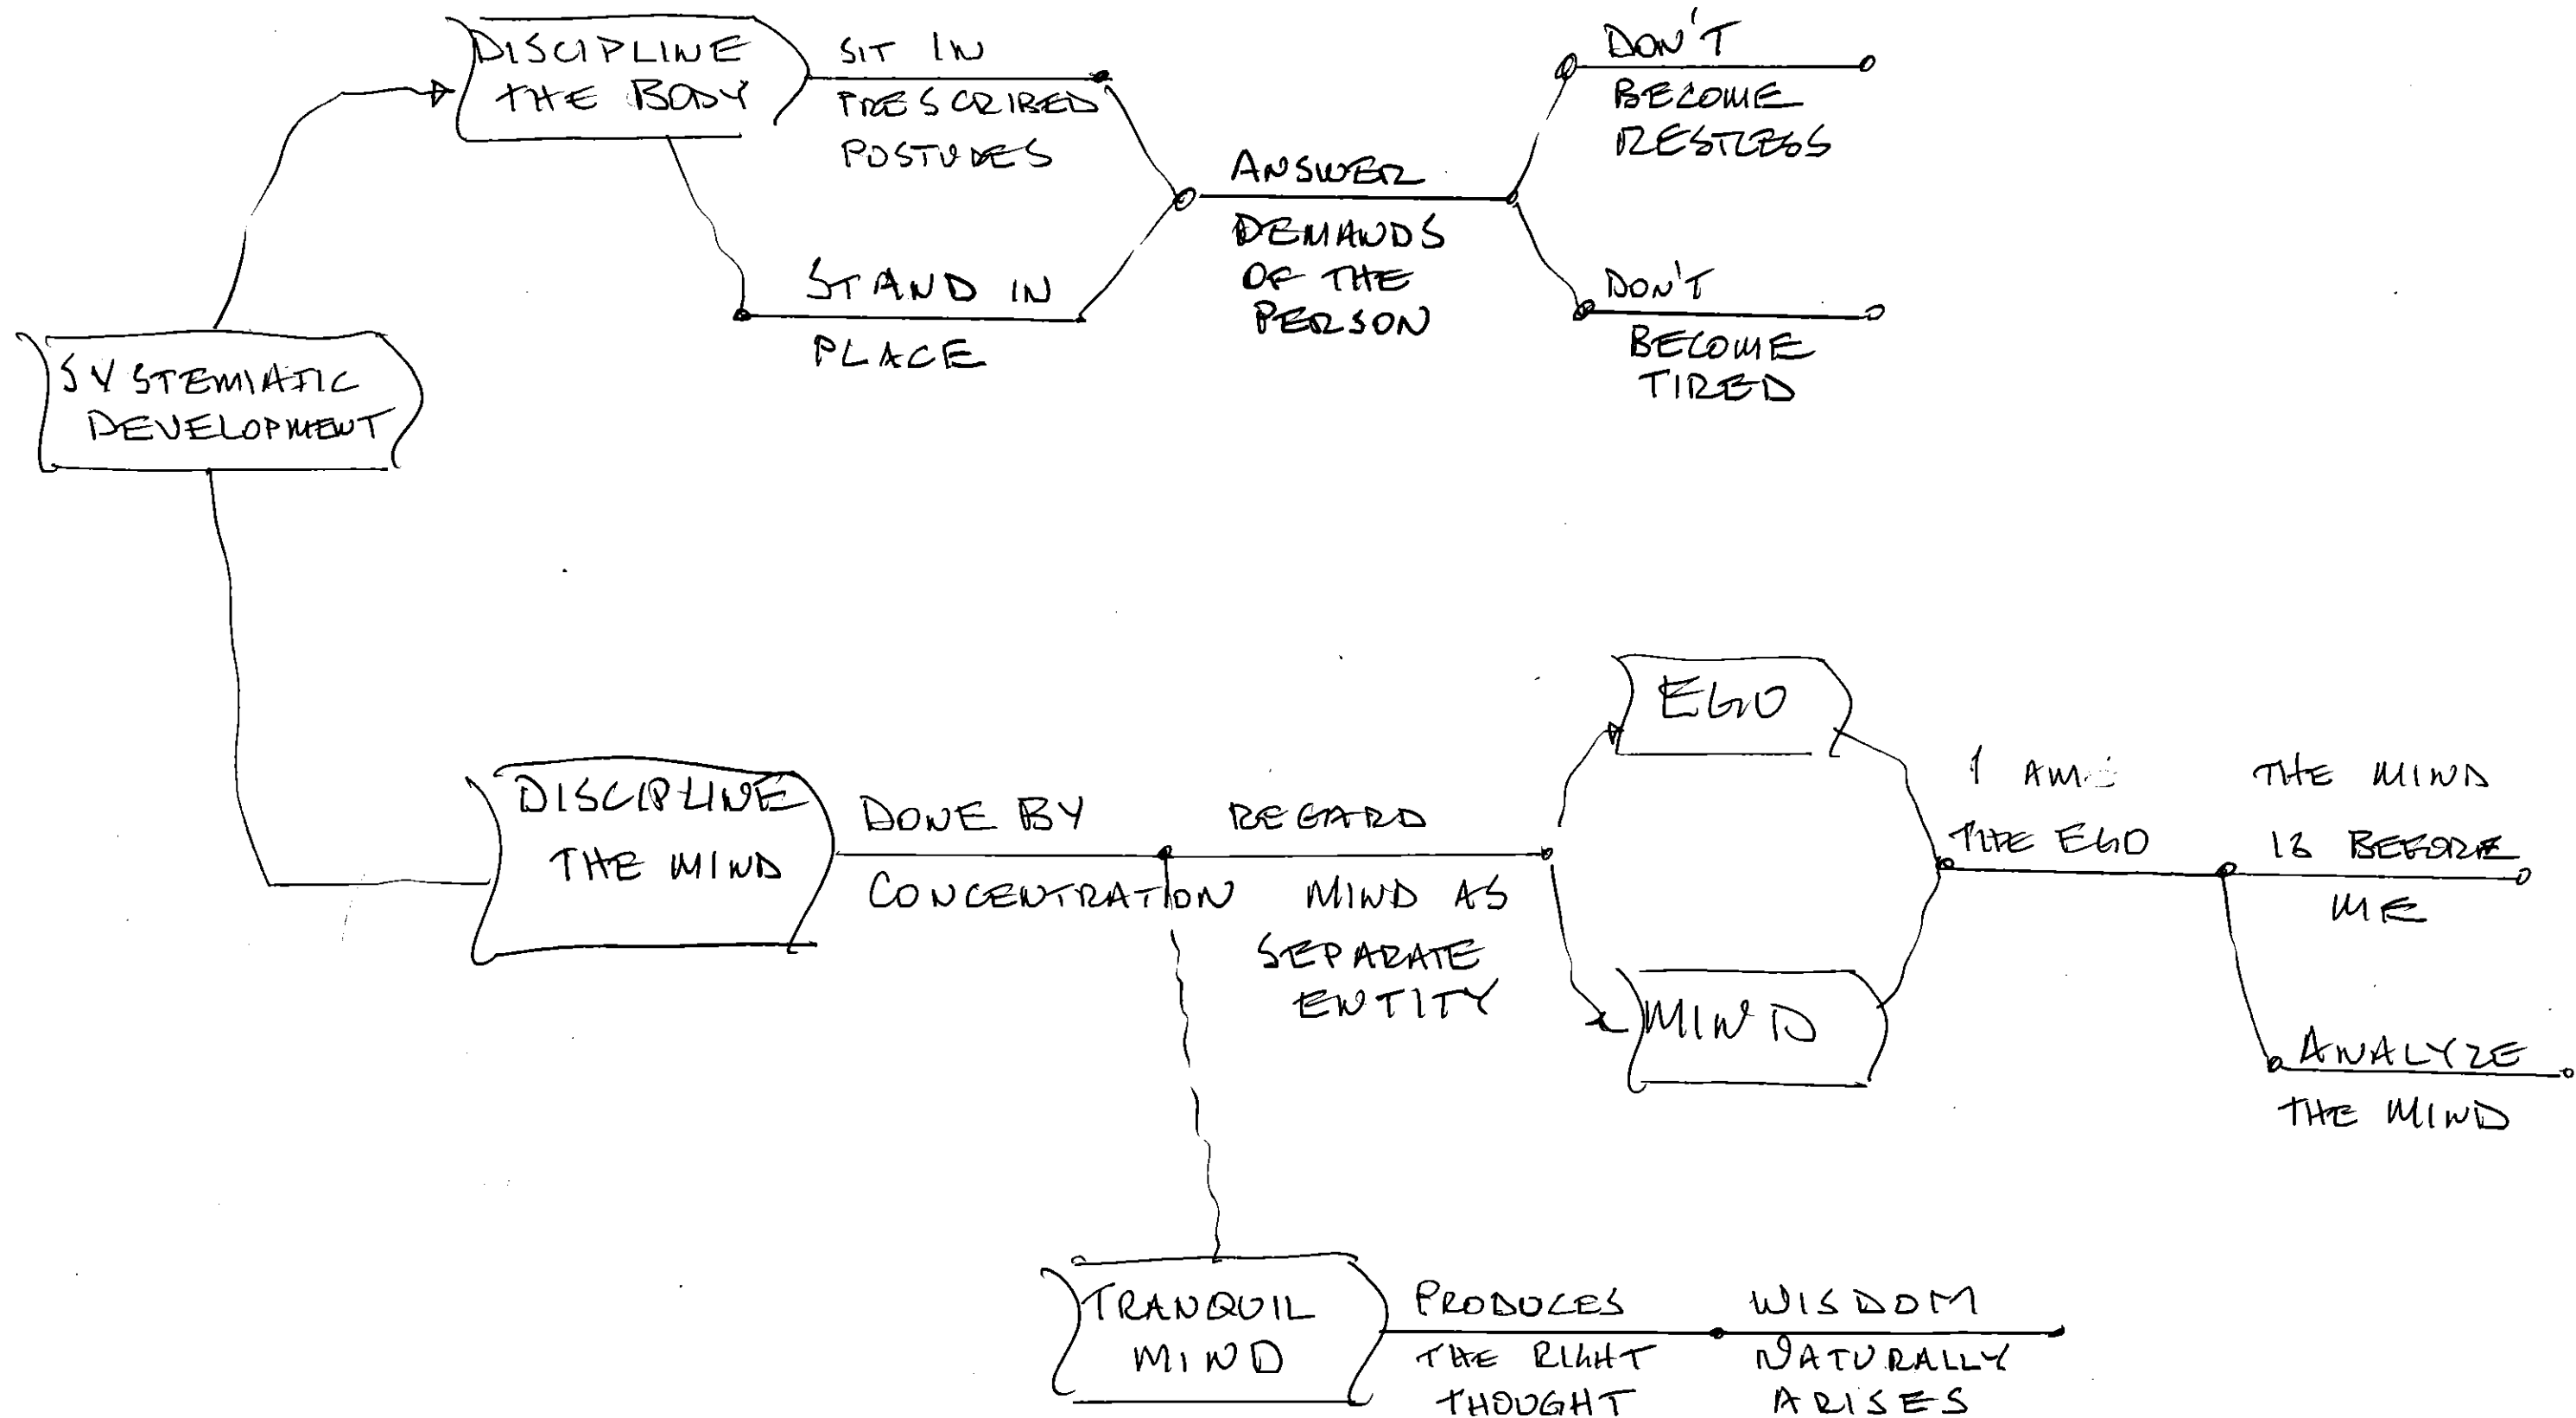 DISCIPLINE
THE BODY
SIT IN
PRESCRIBED
POSTURES
STAND IN
PLACE
ANSWER
DEMANDS
OF THE
PERSON
DON'T
BECOME
RESTLESS
DON'T
BECOME
TIRED
SYSTEMIATIC
DEVELOPMENT
DISCIPLINE
THE MIND
DONE BY
CONCENTRATION
REGARD
MIND AS
SEPARATE
ENTITY
EGO
MIND
I AM
THE EGO
THE MIND
IS BEFORE
ME
ANALYZE
THE MIND
TRANQUIL
MIND
PRODUCES
THE RIGHT
THOUGHT
WISDOM
NATURALLY
ARISES